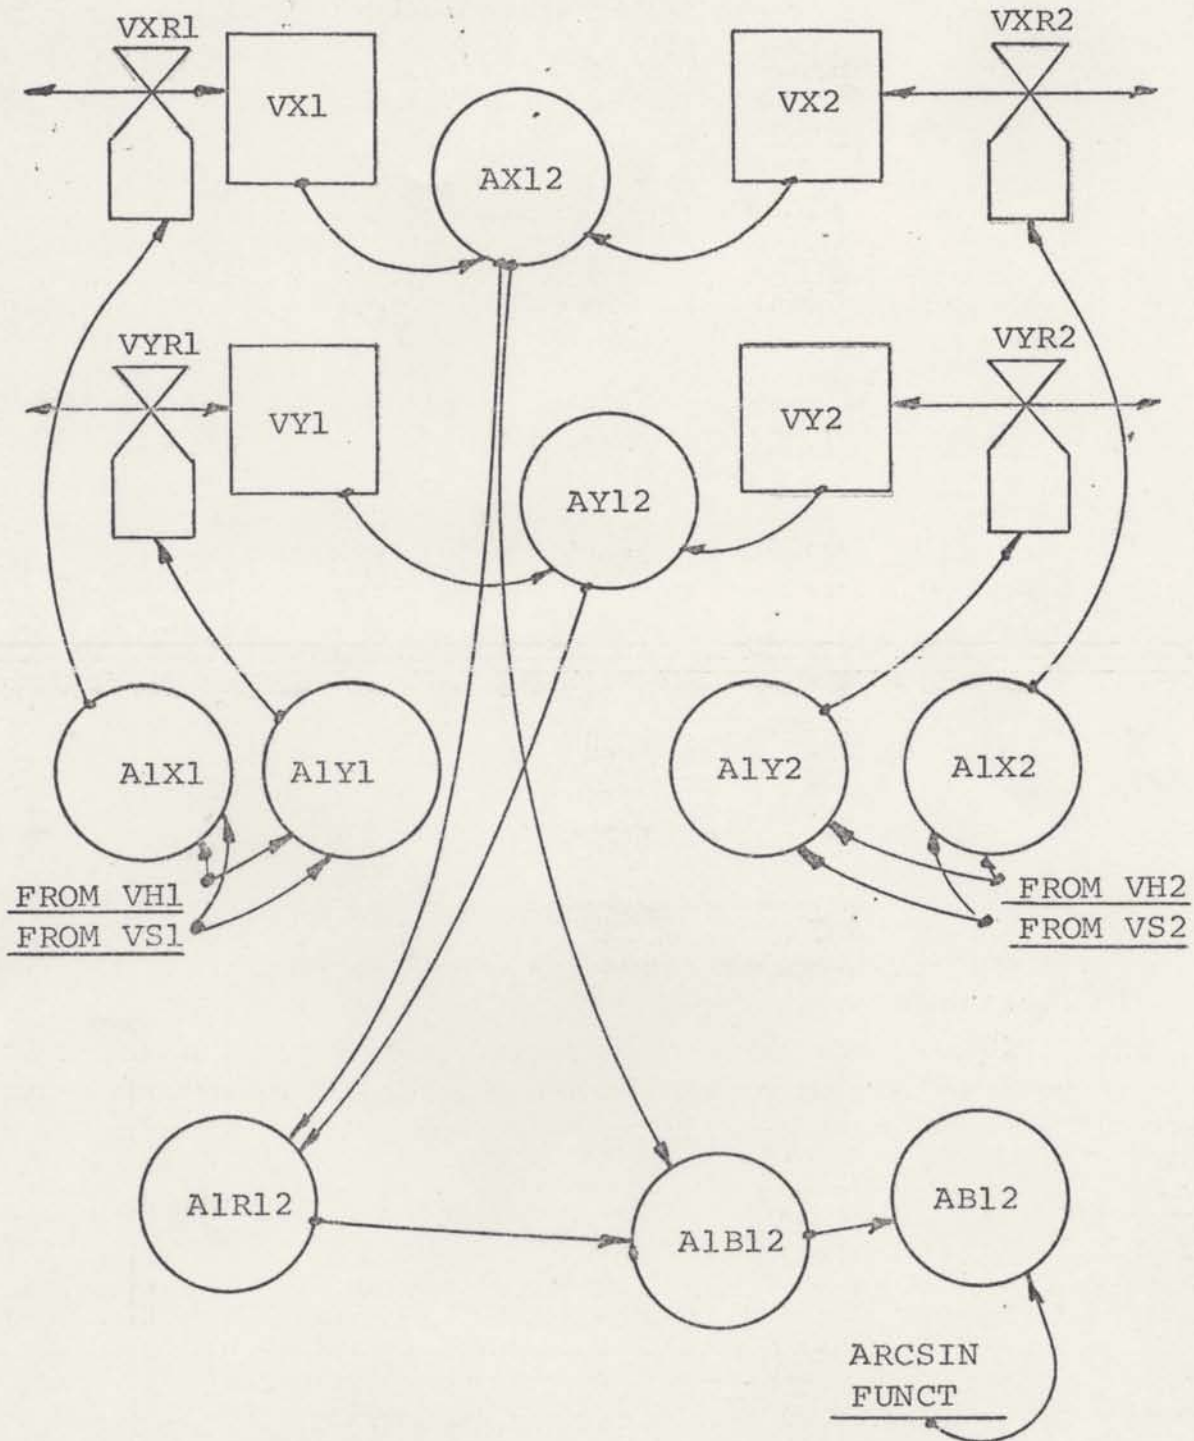 VXR1
VXR2
VX1
VX2
AX12
VYR1
VYR2
VY1
VY2
AY12
A1X1
A1Y1
A1Y2
A1X2
FROM VH1
FROM VS1
FROM VH2
FROM VS2
A1R12
A1B12
AB12
ARCSIN
FUNCT